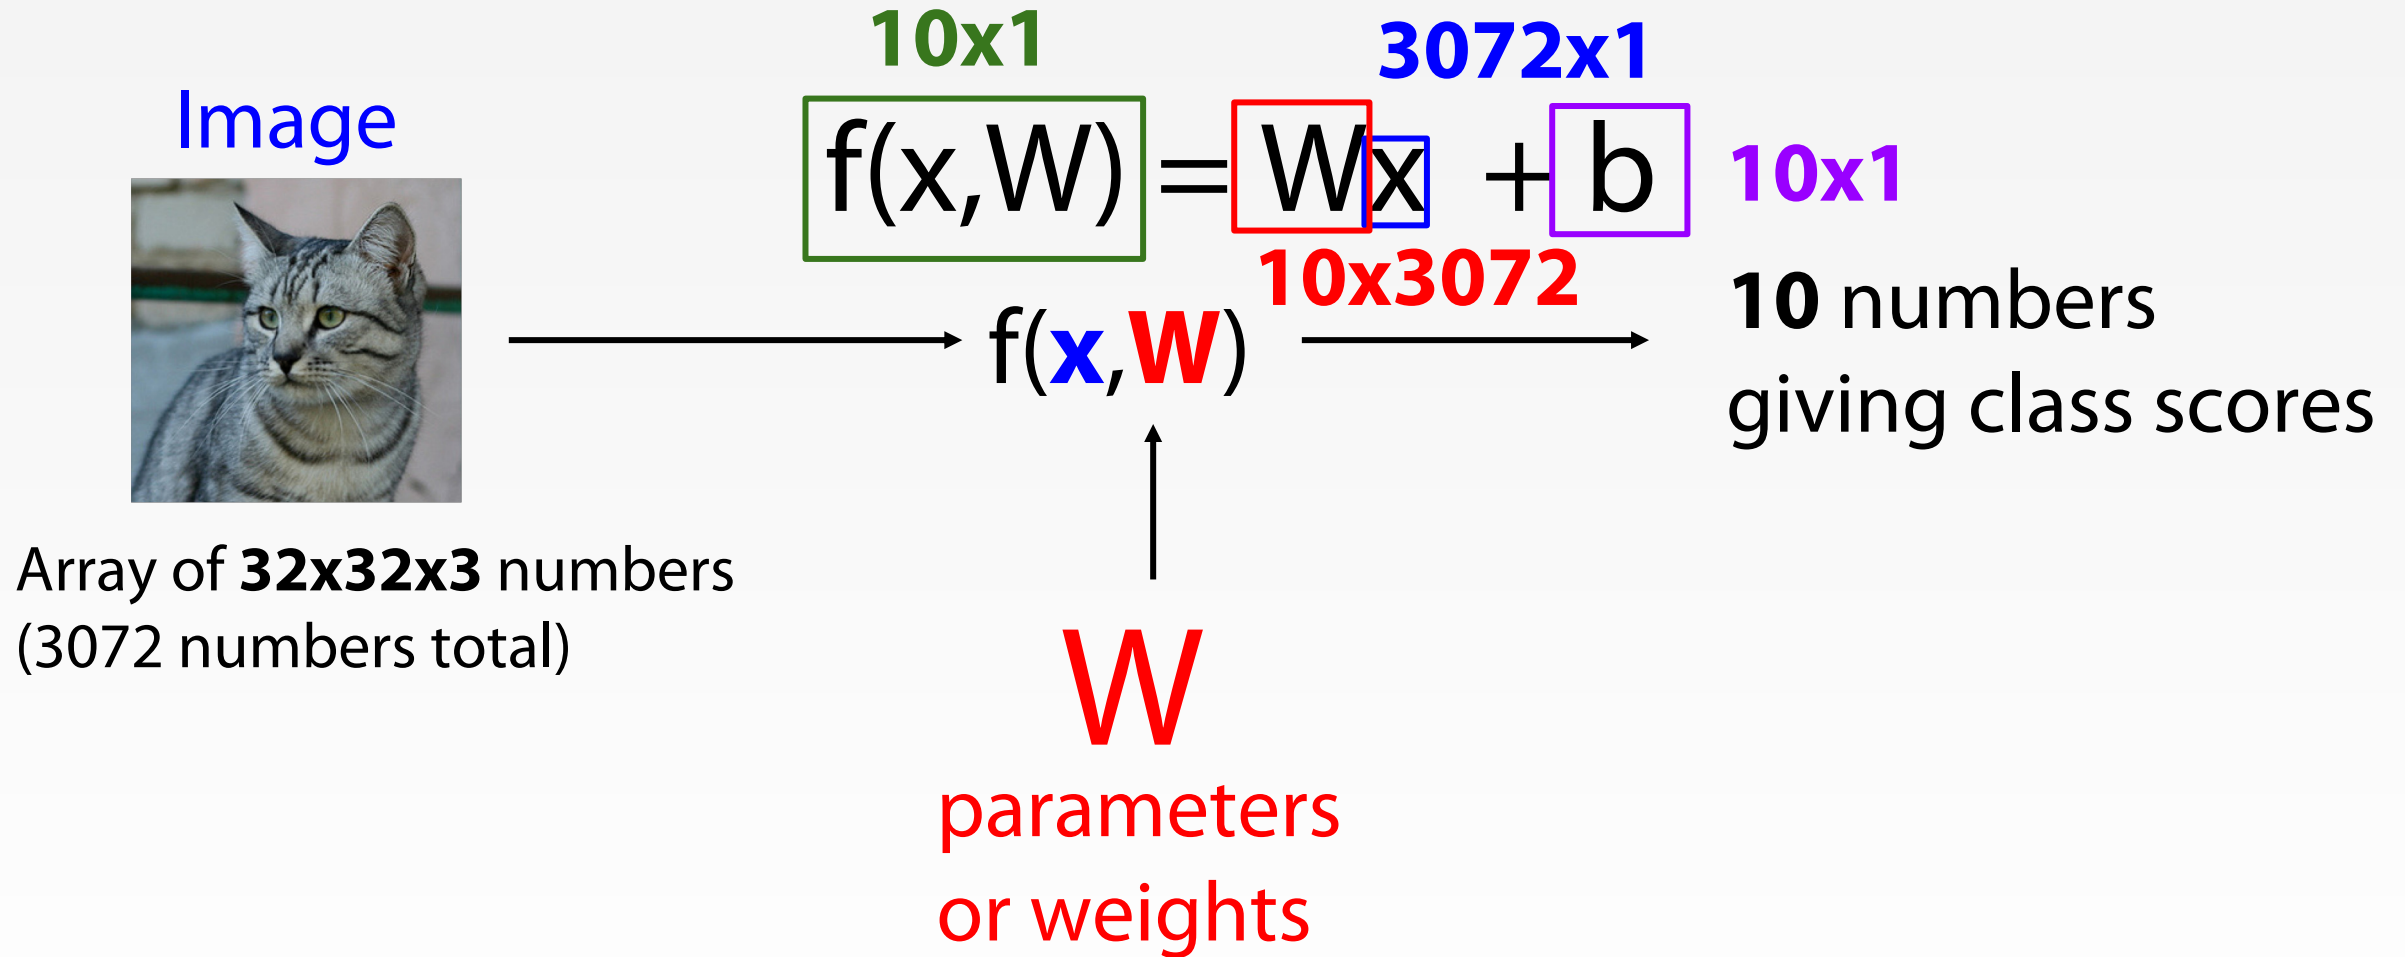 10x1
3072x1
Image
f(x,W) = Wx + b
10x1
10x3072
10 numbers
giving class scores
f(x,W)
Array of 32x32x3 numbers
(3072 numbers total)
W
parameters
or weights